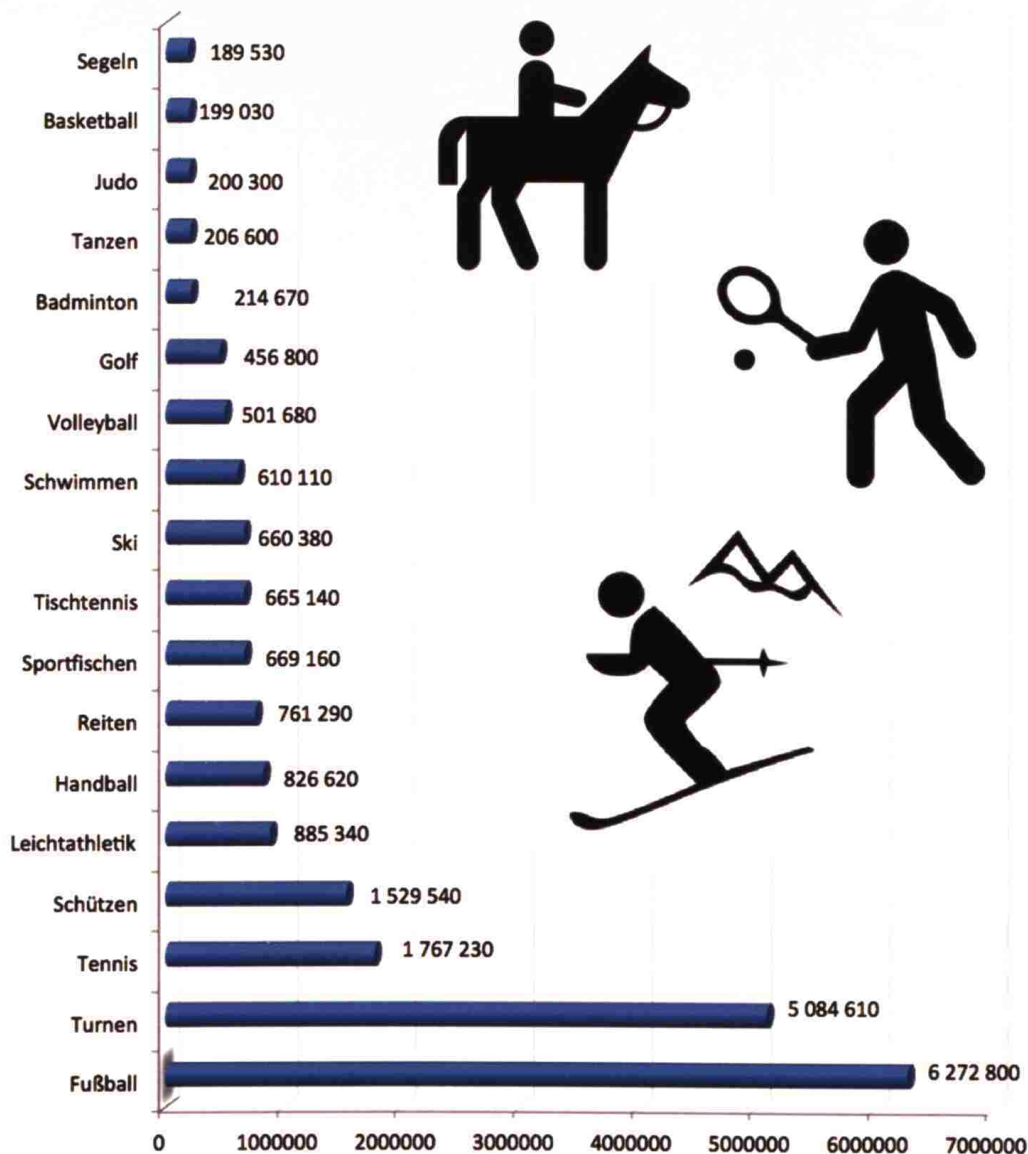 Segeln 189 530
Basketball 199 030
Judo 200 300
Tanzen 206 600
Badminton 214 670
Golf 456 800
Volleyball 501 680
Schwimmen 610 110
Ski 660 380
Tischtennis 665 140
Sportfischen 669 160
Reiten 761 290
Handball 826 620
Leichtathletik 885 340
Schützen 1 529 540
Tennis 1 767 230
Turnen 5 084 610
Fußball 6 272 800
0 1000000 2000000 3000000 4000000 5000000 6000000 7000000